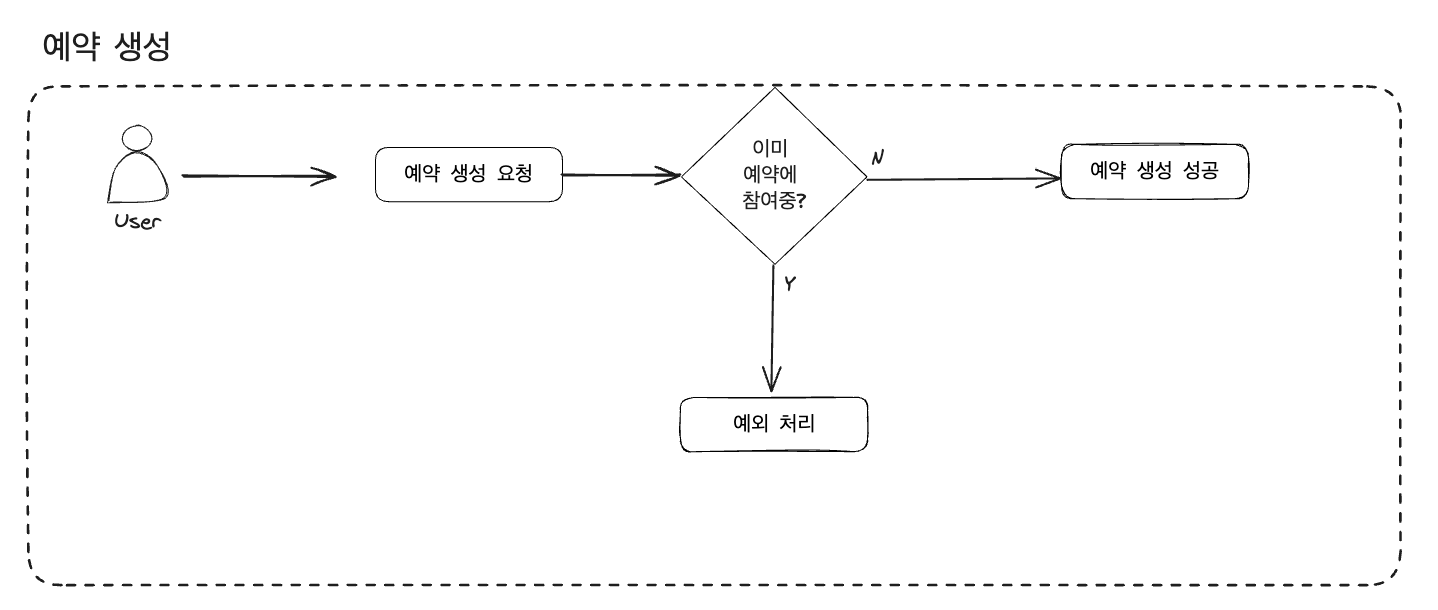 예약 생성
User
예약 생성 요청
이미
예약에
참여중?
N
예약 생성 성공
Y
예외 처리